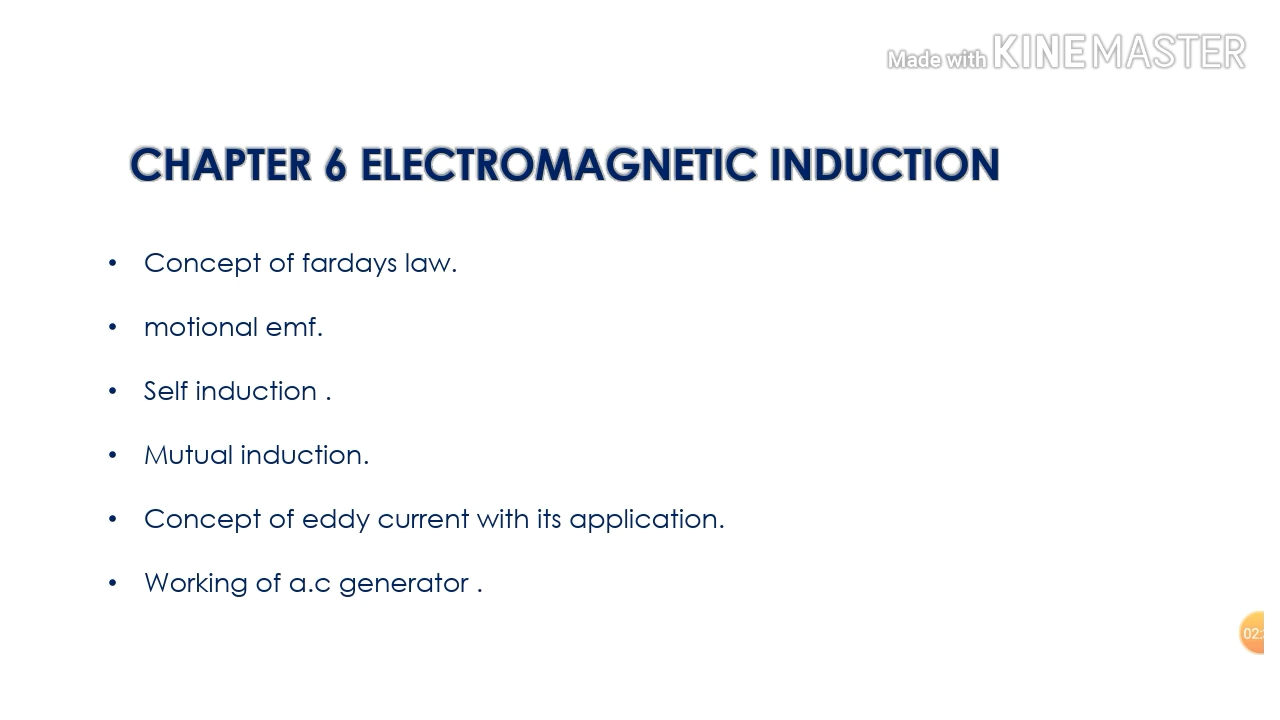 Made with KINEMASTER
CHAPTER 6 ELECTROMAGNETIC INDUCTION
• Concept of fardays law.
• motional emf.
• Self induction .
• Mutual induction.
• Concept of eddy current with its application.
• Working of a.c generator .
02: